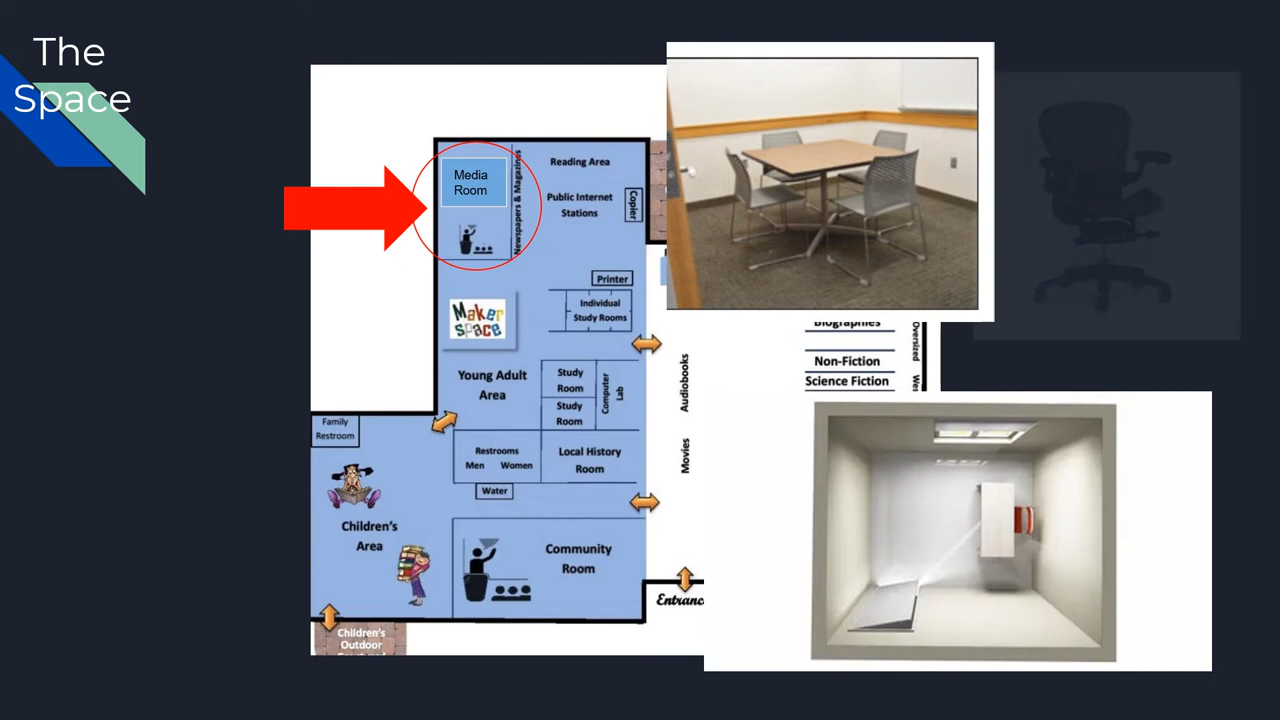 The
Space
Media
Room
Newspapers & Magazines
Reading Area
Public Internet
Stations
Copier
Printer
Individual
Study Rooms
Maker
space
Young Adult
Area
Study
Room
Study
Room
Computer
Lab
Audiobooks
Movies
Biographies
Non-Fiction
Science Fiction
Oversized
Family
Restroom
Restrooms
Men Women
Water
Local History
Room
Children's
Area
Community
Room
Children's
Outdoor